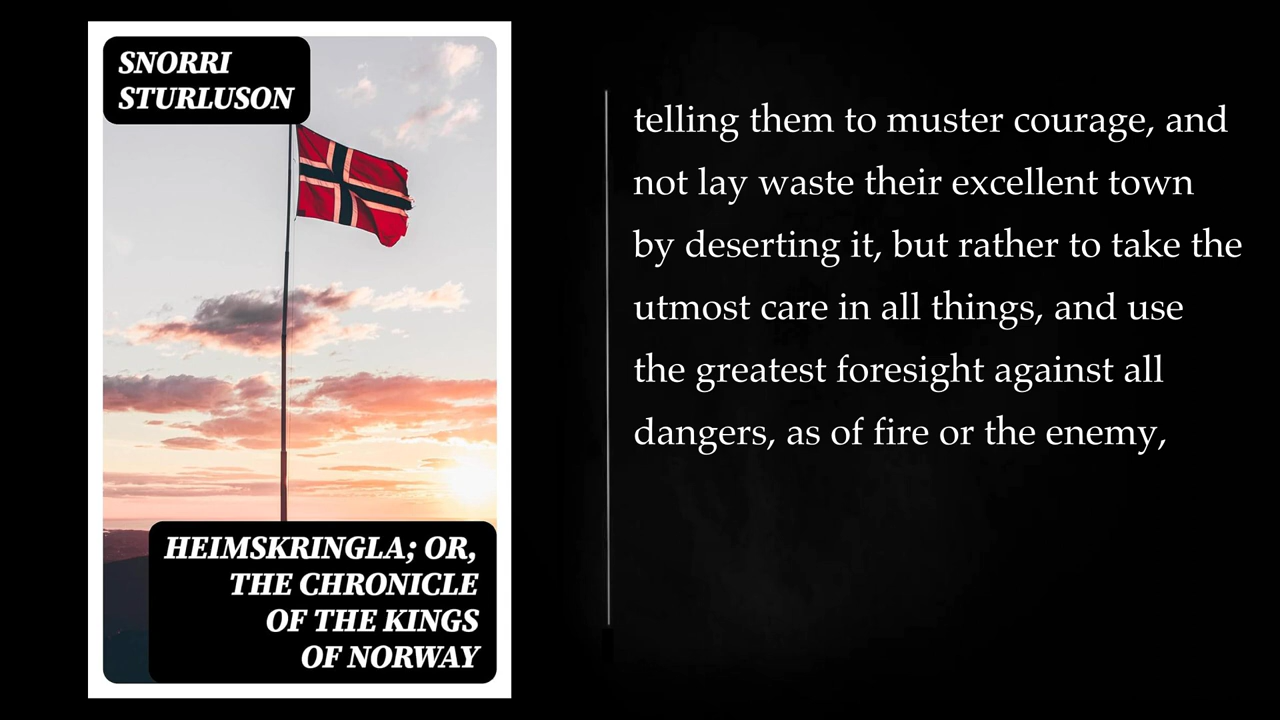 SNORRI
STURLUSON
HEIMSKRINGLA; OR,
THE CHRONICLE
OF THE KINGS
OF NORWAY
telling them to muster courage, and
not lay waste their excellent town
by deserting it, but rather to take the
utmost care in all things, and use
the greatest foresight against all
dangers, as of fire or the enemy,